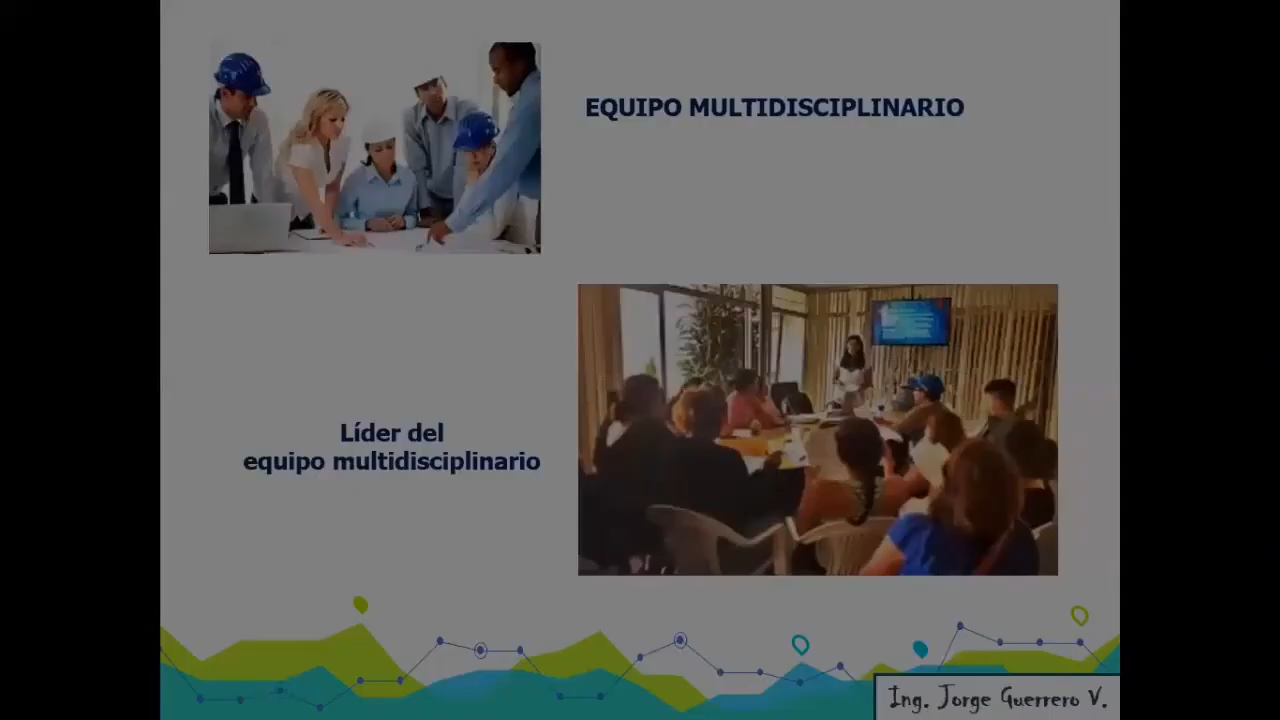 EQUIPO MULTIDISCIPLINARIO
Líder del
equipo multidisciplinario
Ing. Jorge Guerrero V.